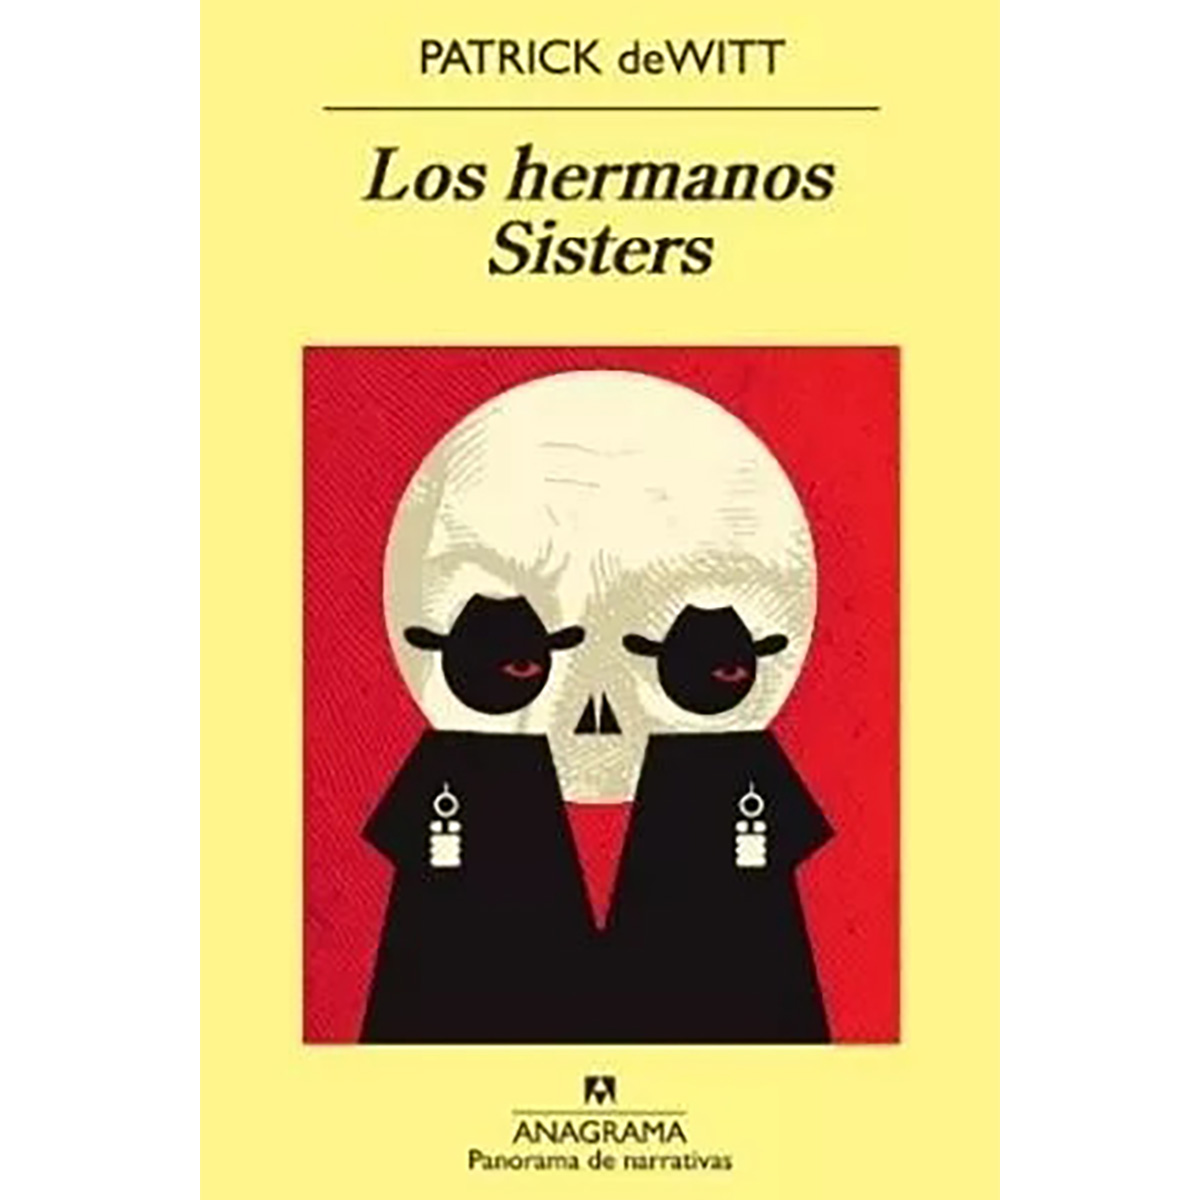 PATRICK deWITT
Los hermanos
Sisters
ANAGRAMA
Panorama de narrativas